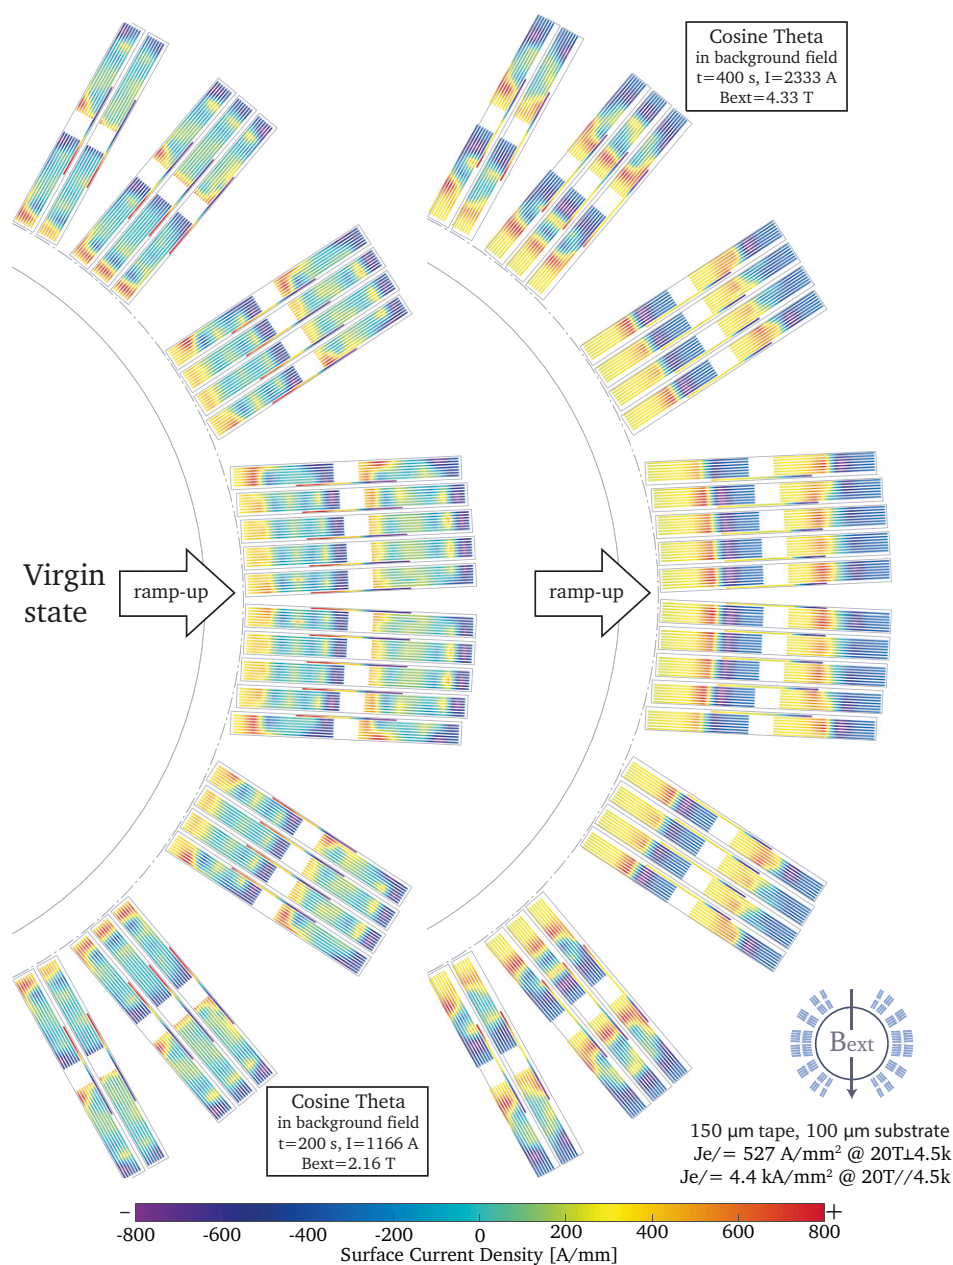 Cosine Theta
in background field
t=400 s, I=2333 A
Bext=4.33 T
Virgin
state
ramp-up
ramp-up
Bext
Cosine Theta
in background field
t=200 s, I=1166 A
Bext=2.16 T
150 µm tape, 100 µm substrate
Je/= 527 A/mm² @ 20T⊥4.5k
Je/= 4.4 kA/mm² @ 20T//4.5k
– +
-800 -600 -400 -200 0 200 400 600 800
Surface Current Density [A/mm]